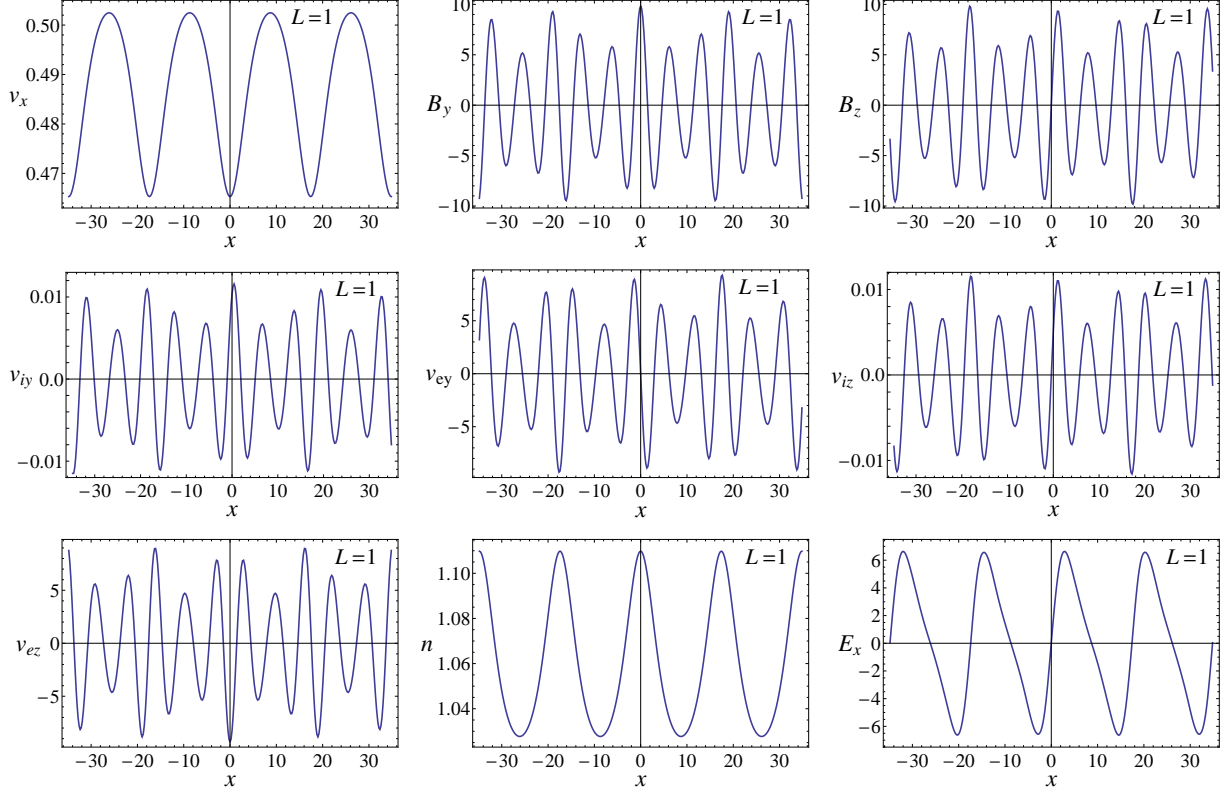 L=1
0.50
0.49
v_x
0.48
0.47
−30 −20 −10 0 10 20 30
x
L=1
10
5
B_y 0
−5
−10
−30 −20 −10 0 10 20 30
x
L=1
10
5
B_z 0
−5
−10
−30 −20 −10 0 10 20 30
x
L=1
0.01
v_iy 0.0
−0.01
−30 −20 −10 0 10 20 30
x
L=1
5
v_ey 0
−5
−30 −20 −10 0 10 20 30
x
L=1
0.01
v_iz 0.0
−0.01
−30 −20 −10 0 10 20 30
x
L=1
5
v_ez 0
−5
−30 −20 −10 0 10 20 30
x
L=1
1.10
1.08
n
1.06
1.04
−30 −20 −10 0 10 20 30
x
L=1
6
4
2
E_x 0
−2
−4
−6
−30 −20 −10 0 10 20 30
x